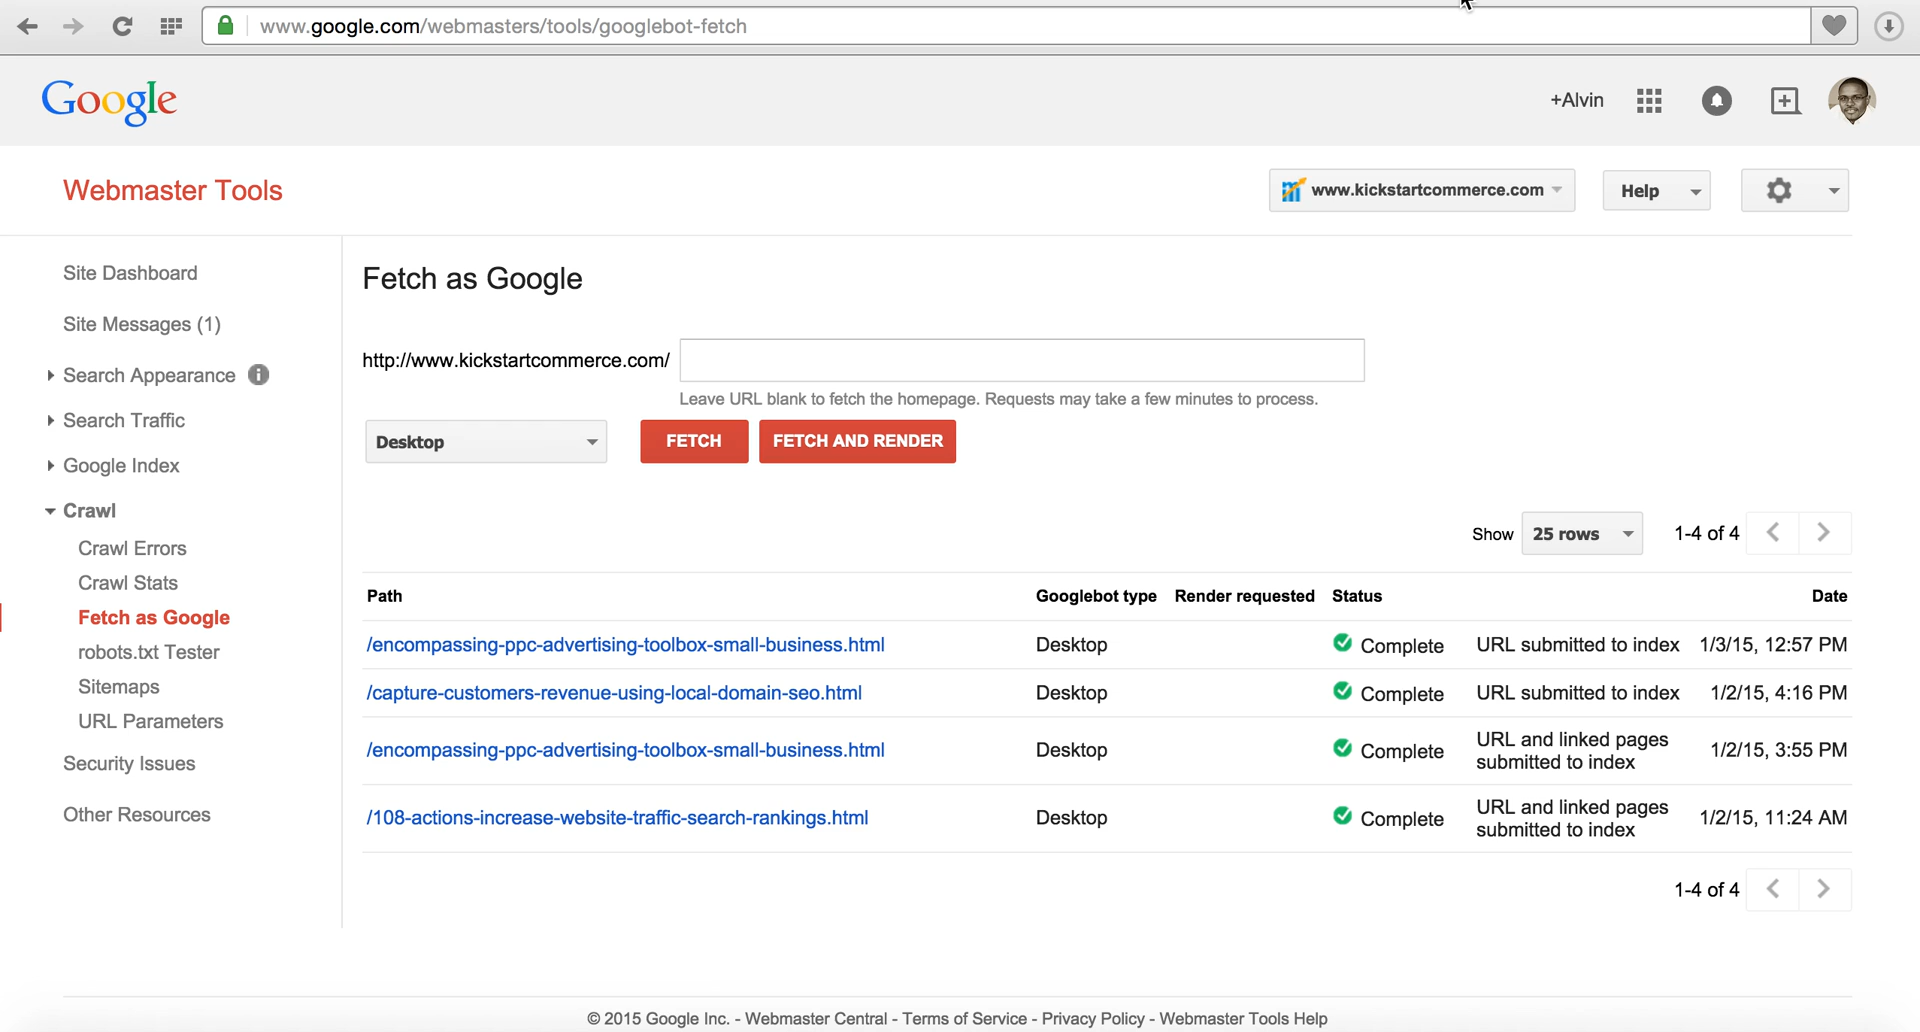 www.google.com/webmasters/tools/googlebot-fetch
Google
+Alvin
Webmaster Tools
www.kickstartcommerce.com
Help
Site Dashboard
Site Messages (1)
Search Appearance
Search Traffic
Google Index
Crawl
Crawl Errors
Crawl Stats
Fetch as Google
robots.txt Tester
Sitemaps
URL Parameters
Security Issues
Other Resources
Fetch as Google
http://www.kickstartcommerce.com/
Leave URL blank to fetch the homepage. Requests may take a few minutes to process.
Desktop FETCH FETCH AND RENDER
Show 25 rows 1-4 of 4
Path Googlebot type Render requested Status Date
/encompassing-ppc-advertising-toolbox-small-business.html Desktop Complete URL submitted to index 1/3/15, 12:57 PM
/capture-customers-revenue-using-local-domain-seo.html Desktop Complete URL submitted to index 1/2/15, 4:16 PM
/encompassing-ppc-advertising-toolbox-small-business.html Desktop Complete URL and linked pages
submitted to index 1/2/15, 3:55 PM
/108-actions-increase-website-traffic-search-rankings.html Desktop Complete URL and linked pages
submitted to index 1/2/15, 11:24 AM
1-4 of 4
© 2015 Google Inc. - Webmaster Central - Terms of Service - Privacy Policy - Webmaster Tools Help